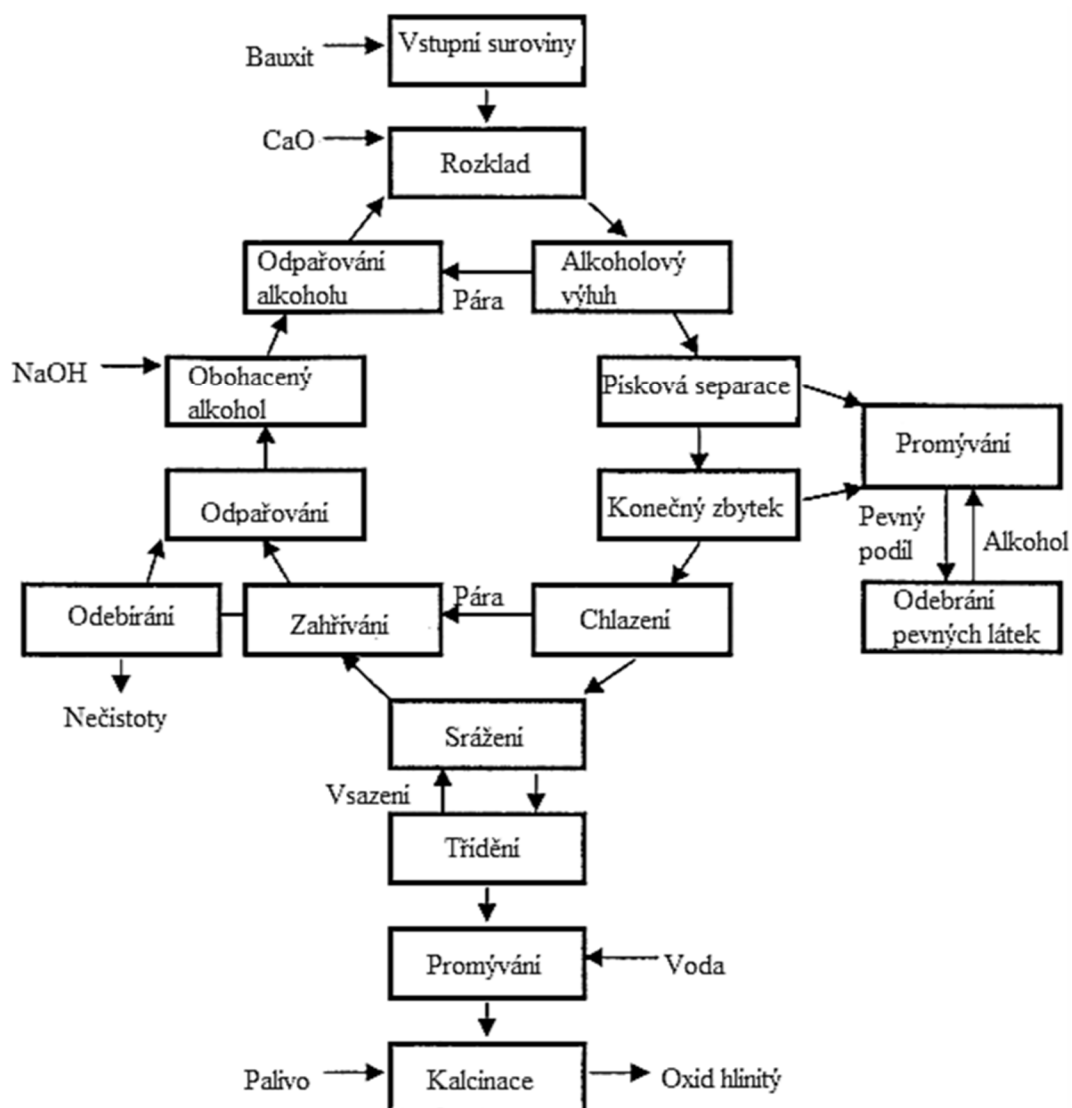 Vstupní suroviny
Bauxit
CaO
Rozklad
Odpařování
alkoholu
Pára
Alkoholový
výluh
NaOH
Obohacený
alkohol
Pisková separace
Promývání
Odpařování
Konečný zbytek
Pevný
podíl
Alkohol
Odebírání
Zahřívání
Pára
Chlazení
Odebrání
pevných látek
Nečistoty
Srážení
Vsazení
Třídění
Promývání
Voda
Palivo
Kalcinace
Oxid hlinitý